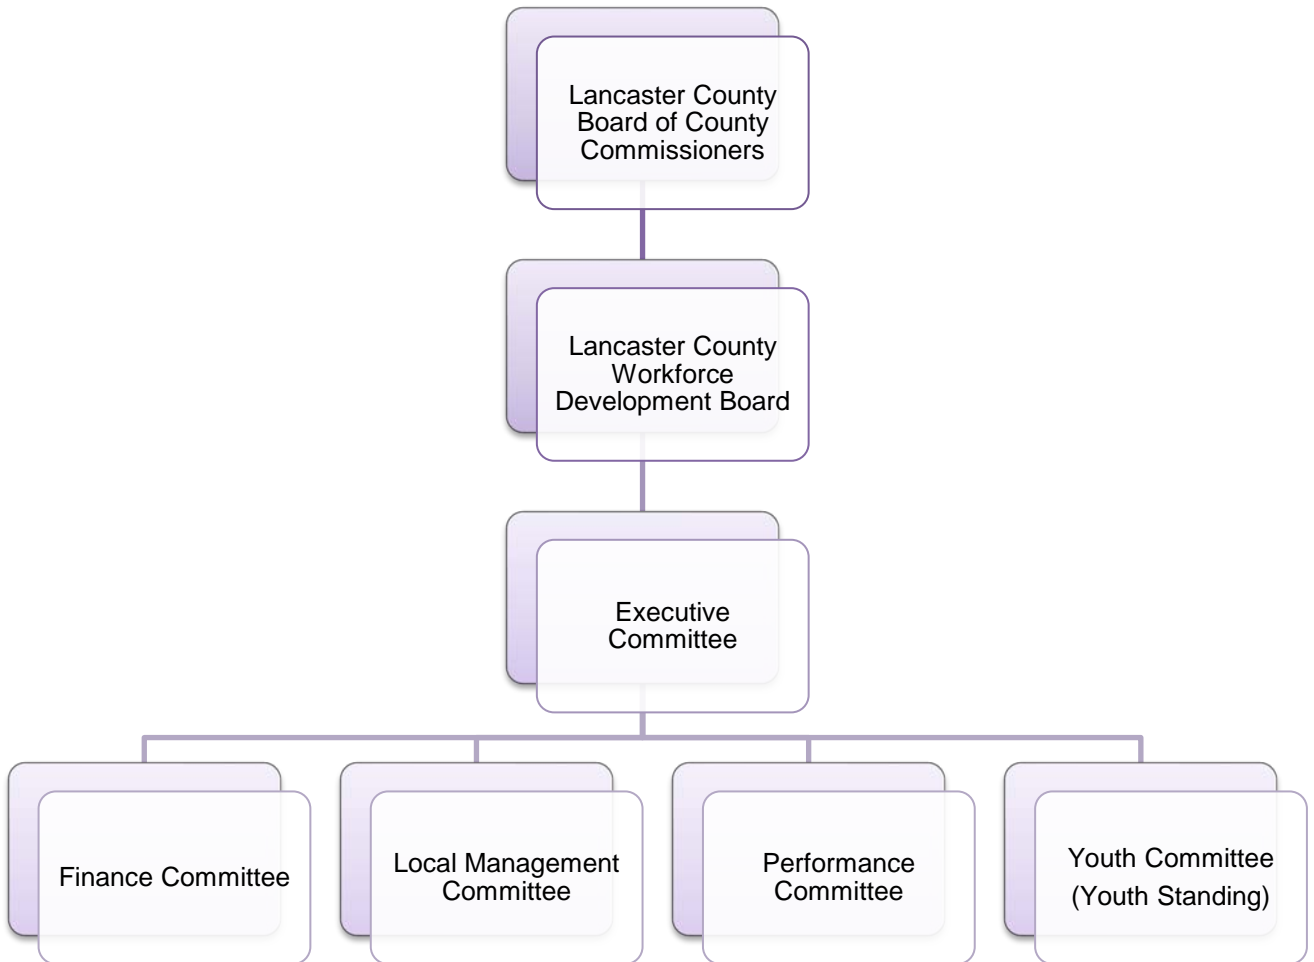 Lancaster County
Board of County
Commissioners
Lancaster County
Workforce
Development Board
Executive
Committee
Finance Committee
Local Management
Committee
Performance
Committee
Youth Committee
(Youth Standing)